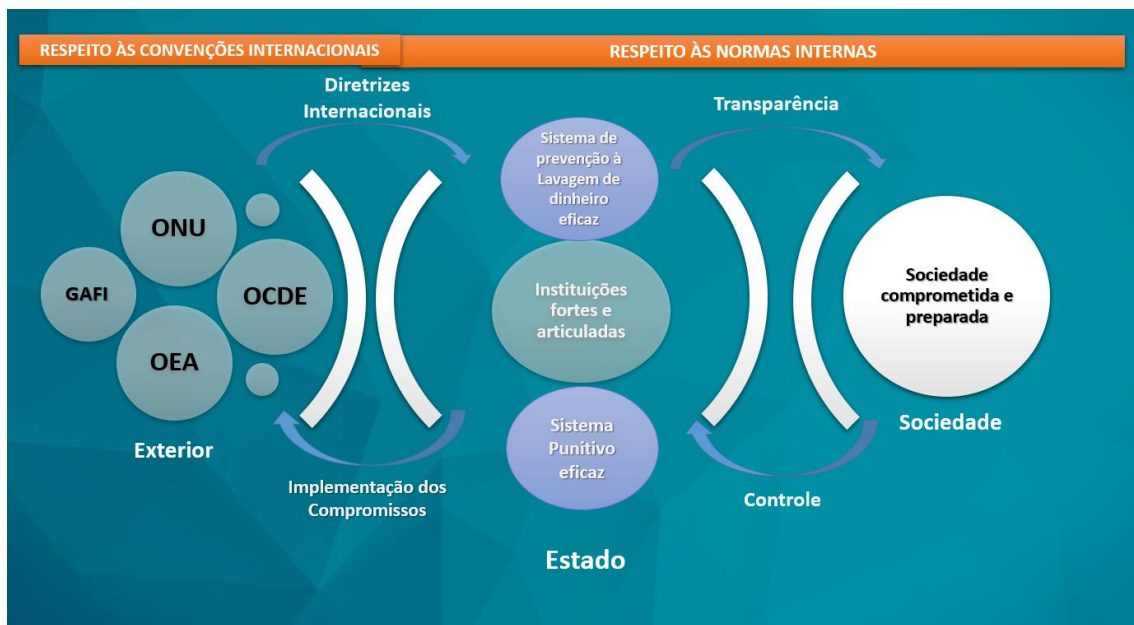 RESPEITO ÀS CONVENÇÕES INTERNACIONAIS
RESPEITO ÀS NORMAS INTERNAS
Diretrizes
Internacionais
Transparência
ONU
GAFI
OCDE
OEA
Exterior
Implementação dos
Compromissos
Sistema de
prevenção à
Lavagem de
dinheiro
eficaz
Instituições
fortes e
articuladas
Sistema
Punitivo
eficaz
Estado
Sociedade
comprometida e
preparada
Sociedade
Controle